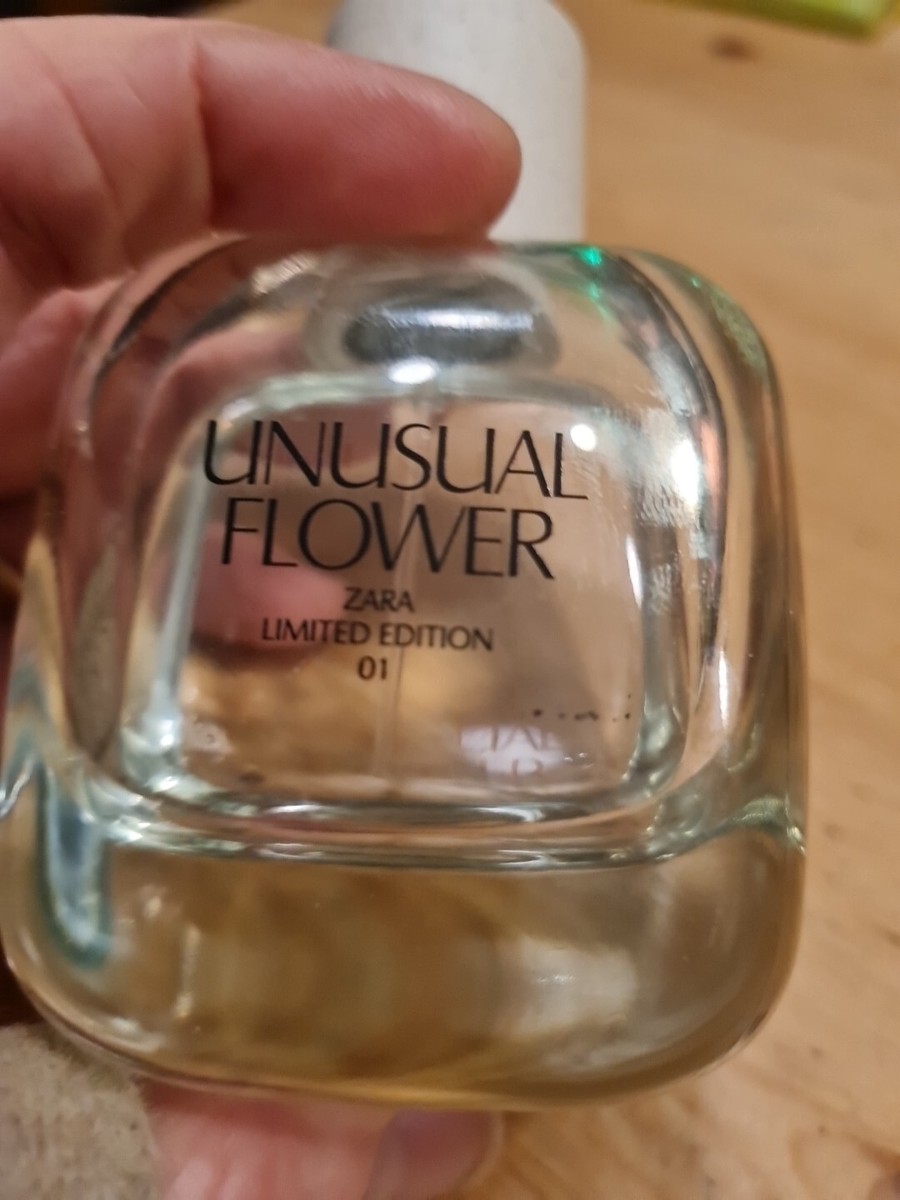 UNUSUAL
FLOWER
ZARA
LIMITED EDITION
01